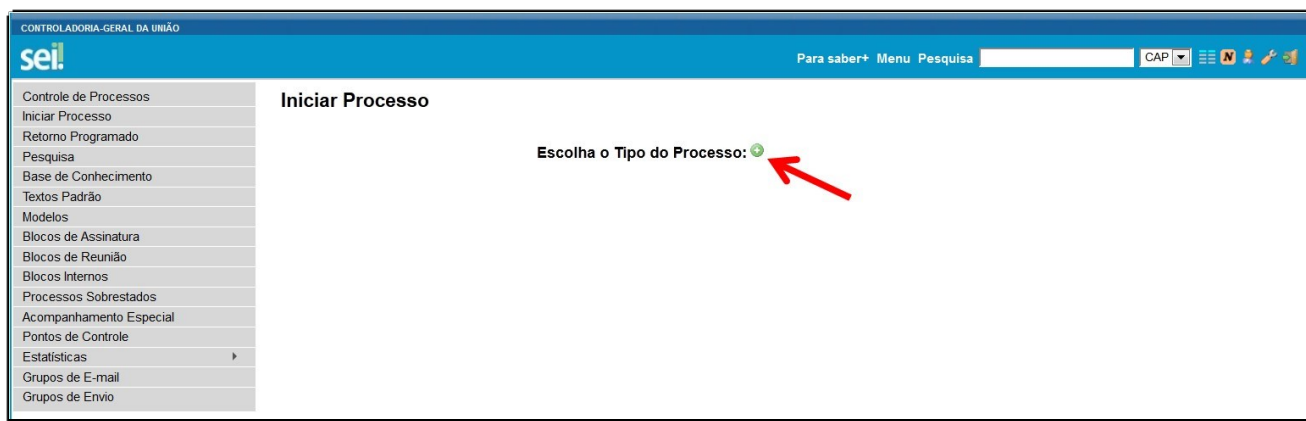 CONTROLADORIA-GERAL DA UNIÃO
sei!
Para saber+ Menu Pesquisa CAP N
Controle de Processos
Iniciar Processo
Retorno Programado
Pesquisa
Base de Conhecimento
Textos Padrão
Modelos
Blocos de Assinatura
Blocos de Reunião
Blocos Internos
Processos Sobrestados
Acompanhamento Especial
Pontos de Controle
Estatísticas
Grupos de E-mail
Grupos de Envio
Iniciar Processo
Escolha o Tipo do Processo: